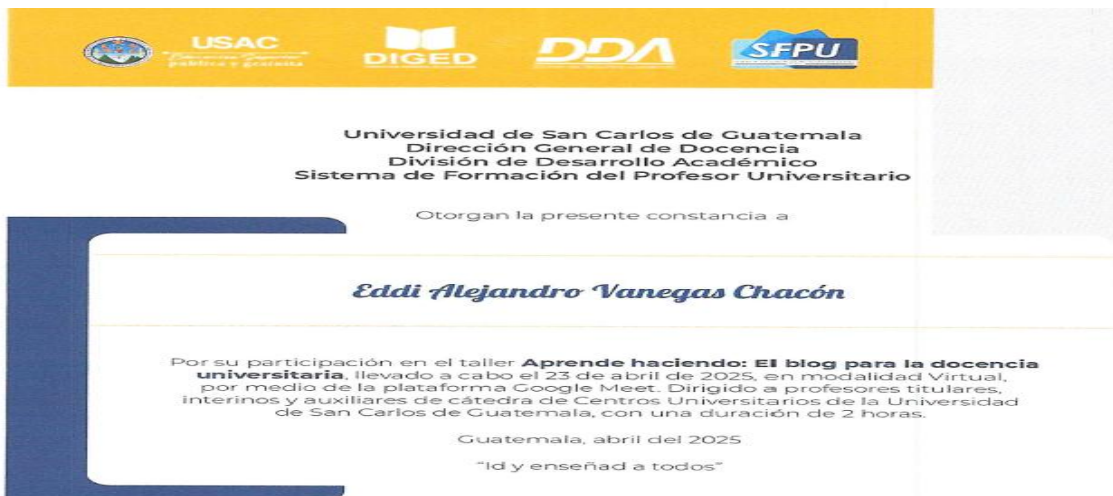 USAC
Educación Superior
pública y gratuita
DIGED
DDA
SFPU
Universidad de San Carlos de Guatemala
Dirección General de Docencia
División de Desarrollo Académico
Sistema de Formación del Profesor Universitario
Otorgan la presente constancia a
Eddi Alejandro Vanegas Chacón
Por su participación en el taller Aprende haciendo: El blog para la docencia
universitaria, llevado a cabo el 23 de abril de 2025, en modalidad Virtual,
por medio de la plataforma Google Meet. Dirigido a profesores titulares,
interinos y auxiliares de cátedra de Centros Universitarios de la Universidad
de San Carlos de Guatemala, con una duración de 2 horas.
Guatemala, abril del 2025
"Id y enseñad a todos"